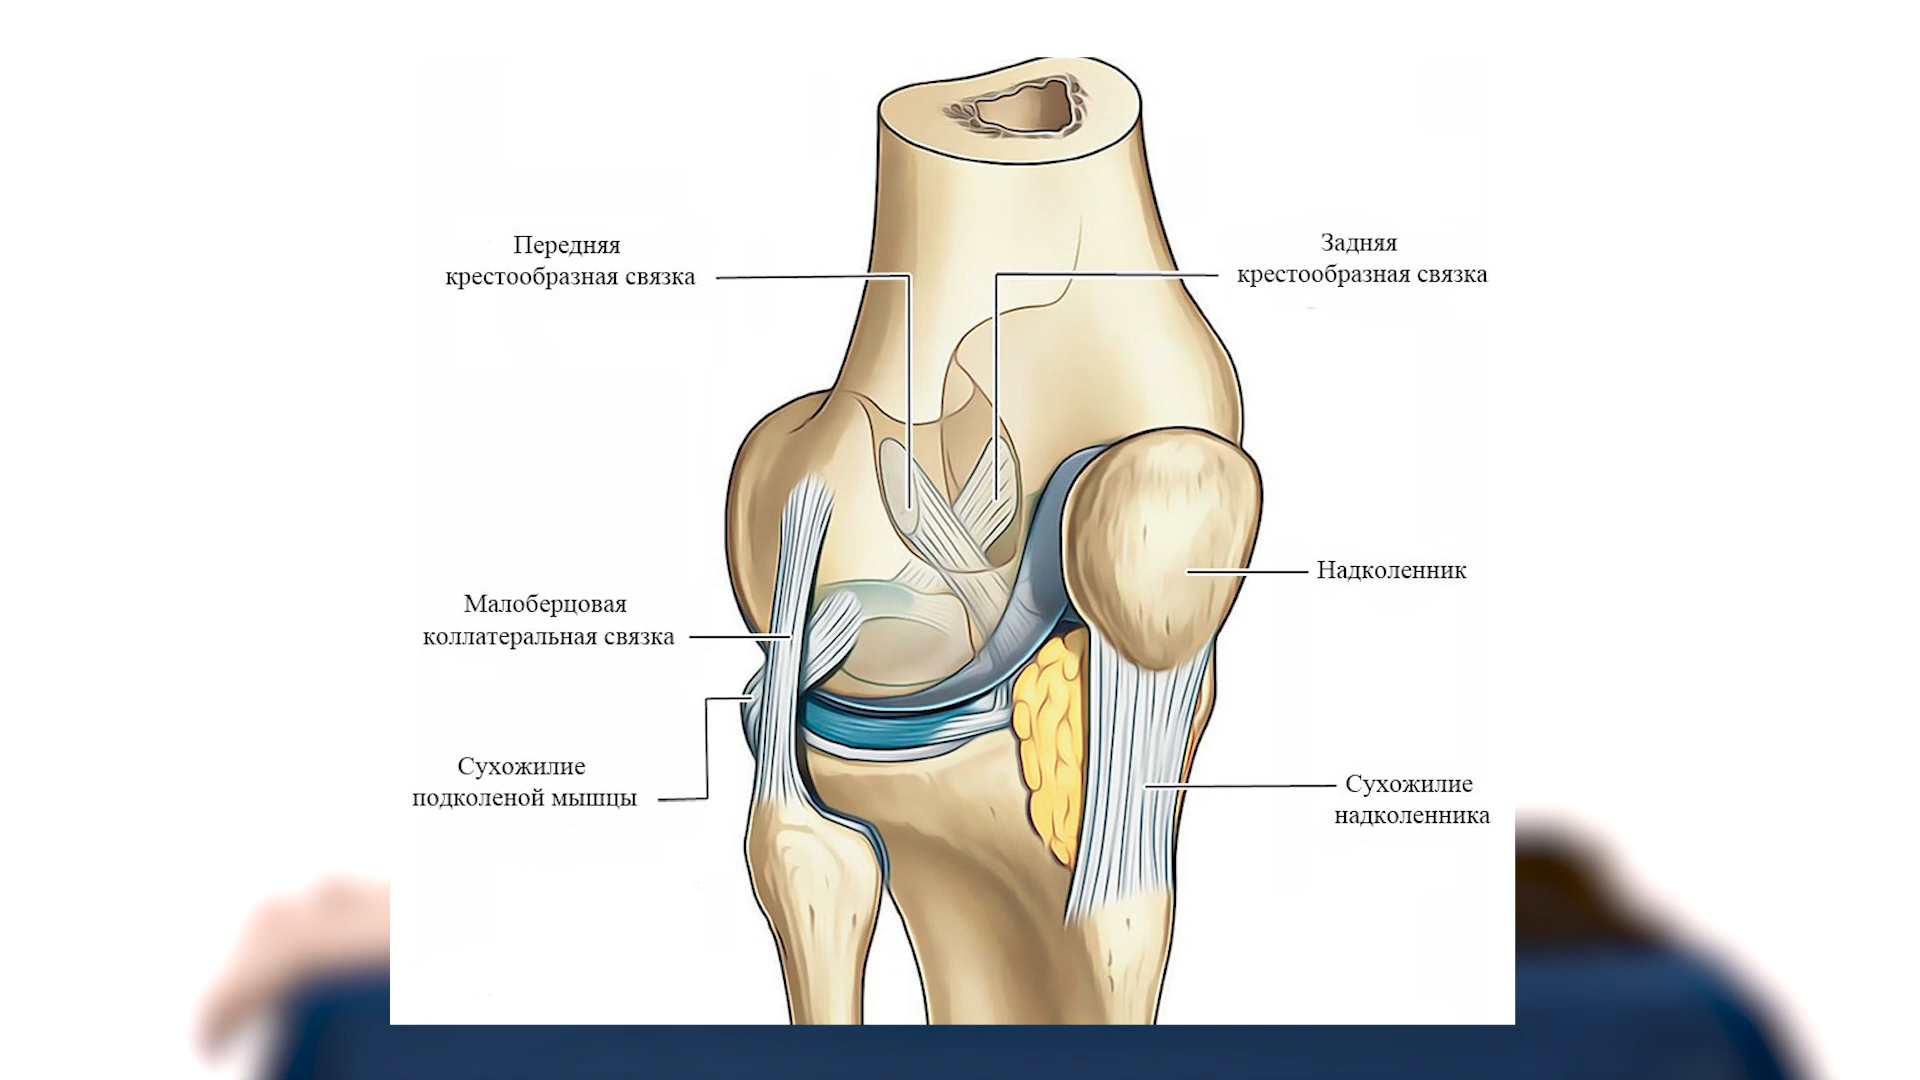 Передняя
крестообразная связка
Задняя
крестообразная связка
Надколенник
Малоберцовая
коллатеральная связка
Сухожилие
подколеной мышцы
Сухожилие
надколенника